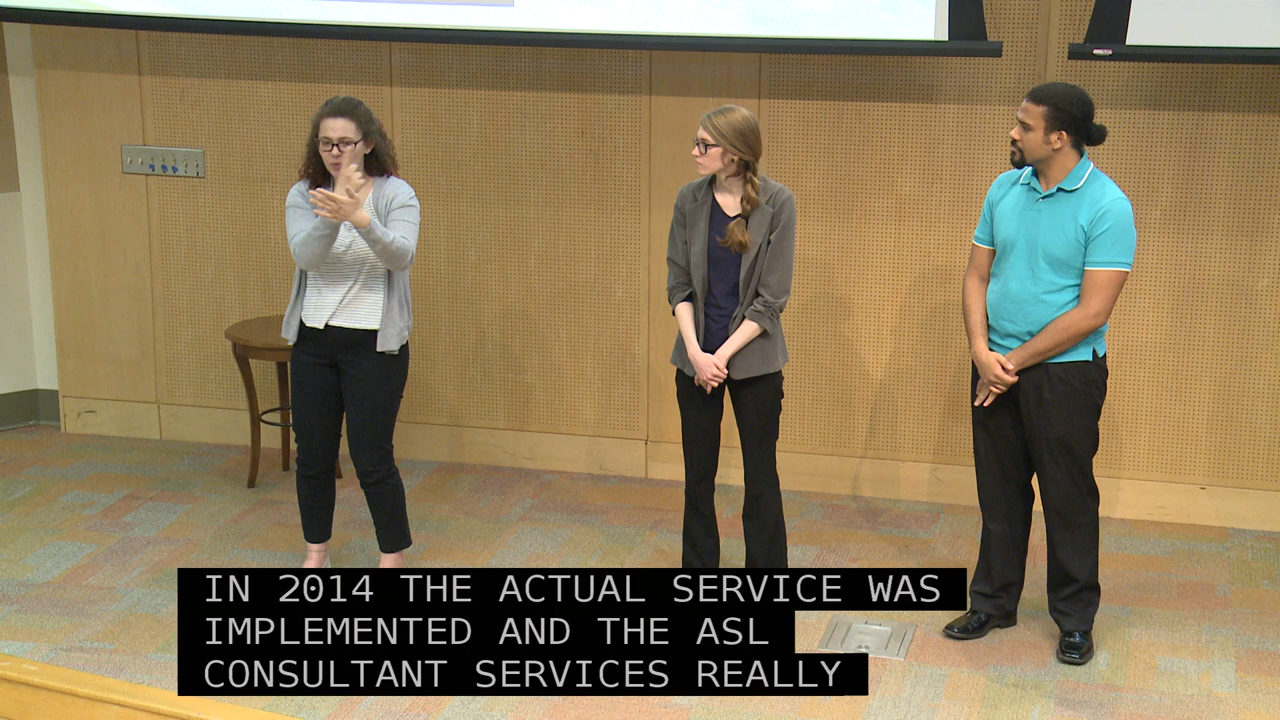 IN 2014 THE ACTUAL SERVICE WAS
IMPLEMENTED AND THE ASL
CONSULTANT SERVICES REALLY